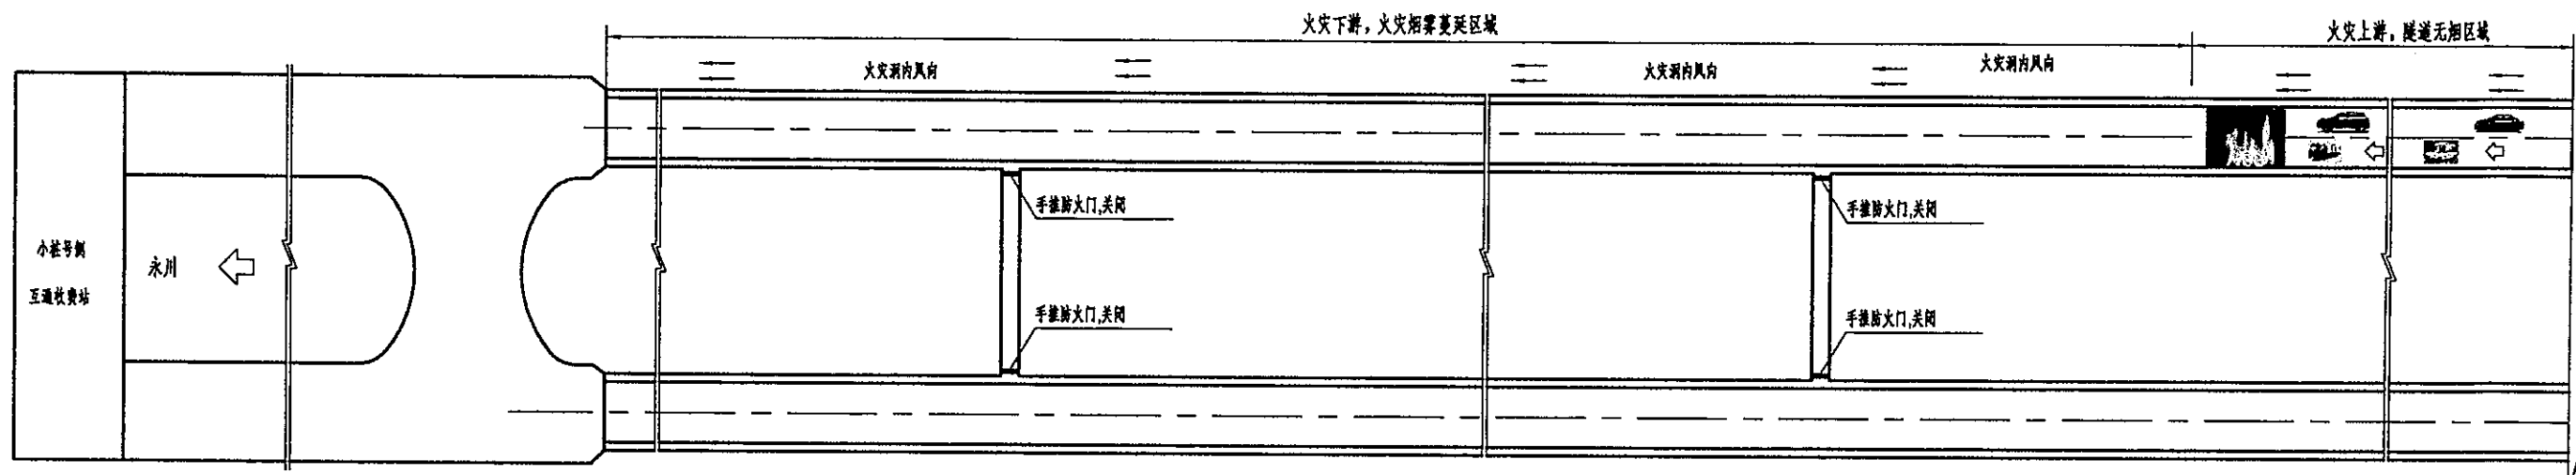 火灾下游，火灾烟雾蔓延区域
火灾上游，隧道无烟区域
火灾洞内风向
火灾洞内风向
火灾洞内风向
手推防火门,关闭
手推防火门,关闭
小桩号侧
互通收费站
永川
手推防火门,关闭
手推防火门,关闭